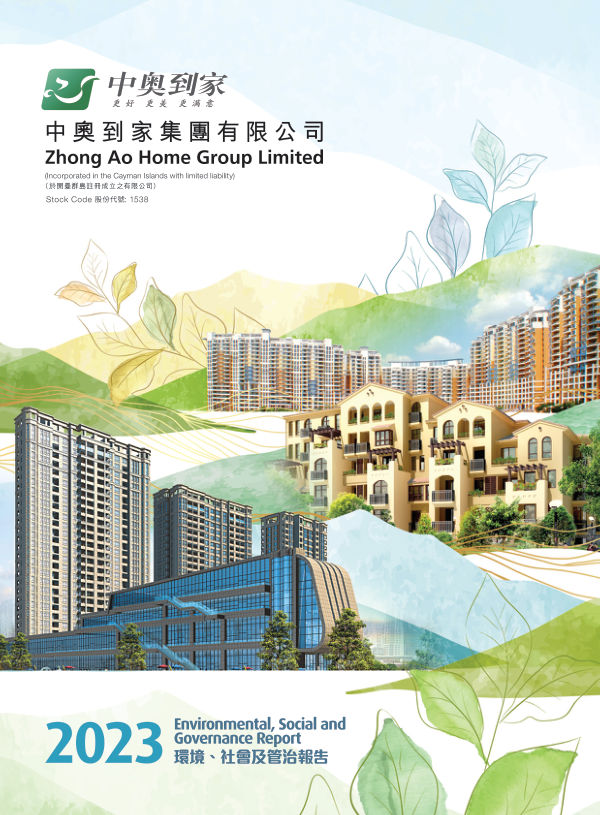 中奥到家
更好 更美 更满意
中奧到家集團有限公司
Zhong Ao Home Group Limited
(Incorporated in the Cayman Islands with limited liability)
(於開曼群島註冊成立之有限公司)
Stock Code 股份代號: 1538
2023
Environmental, Social and
Governance Report
環境、社會及管治報告